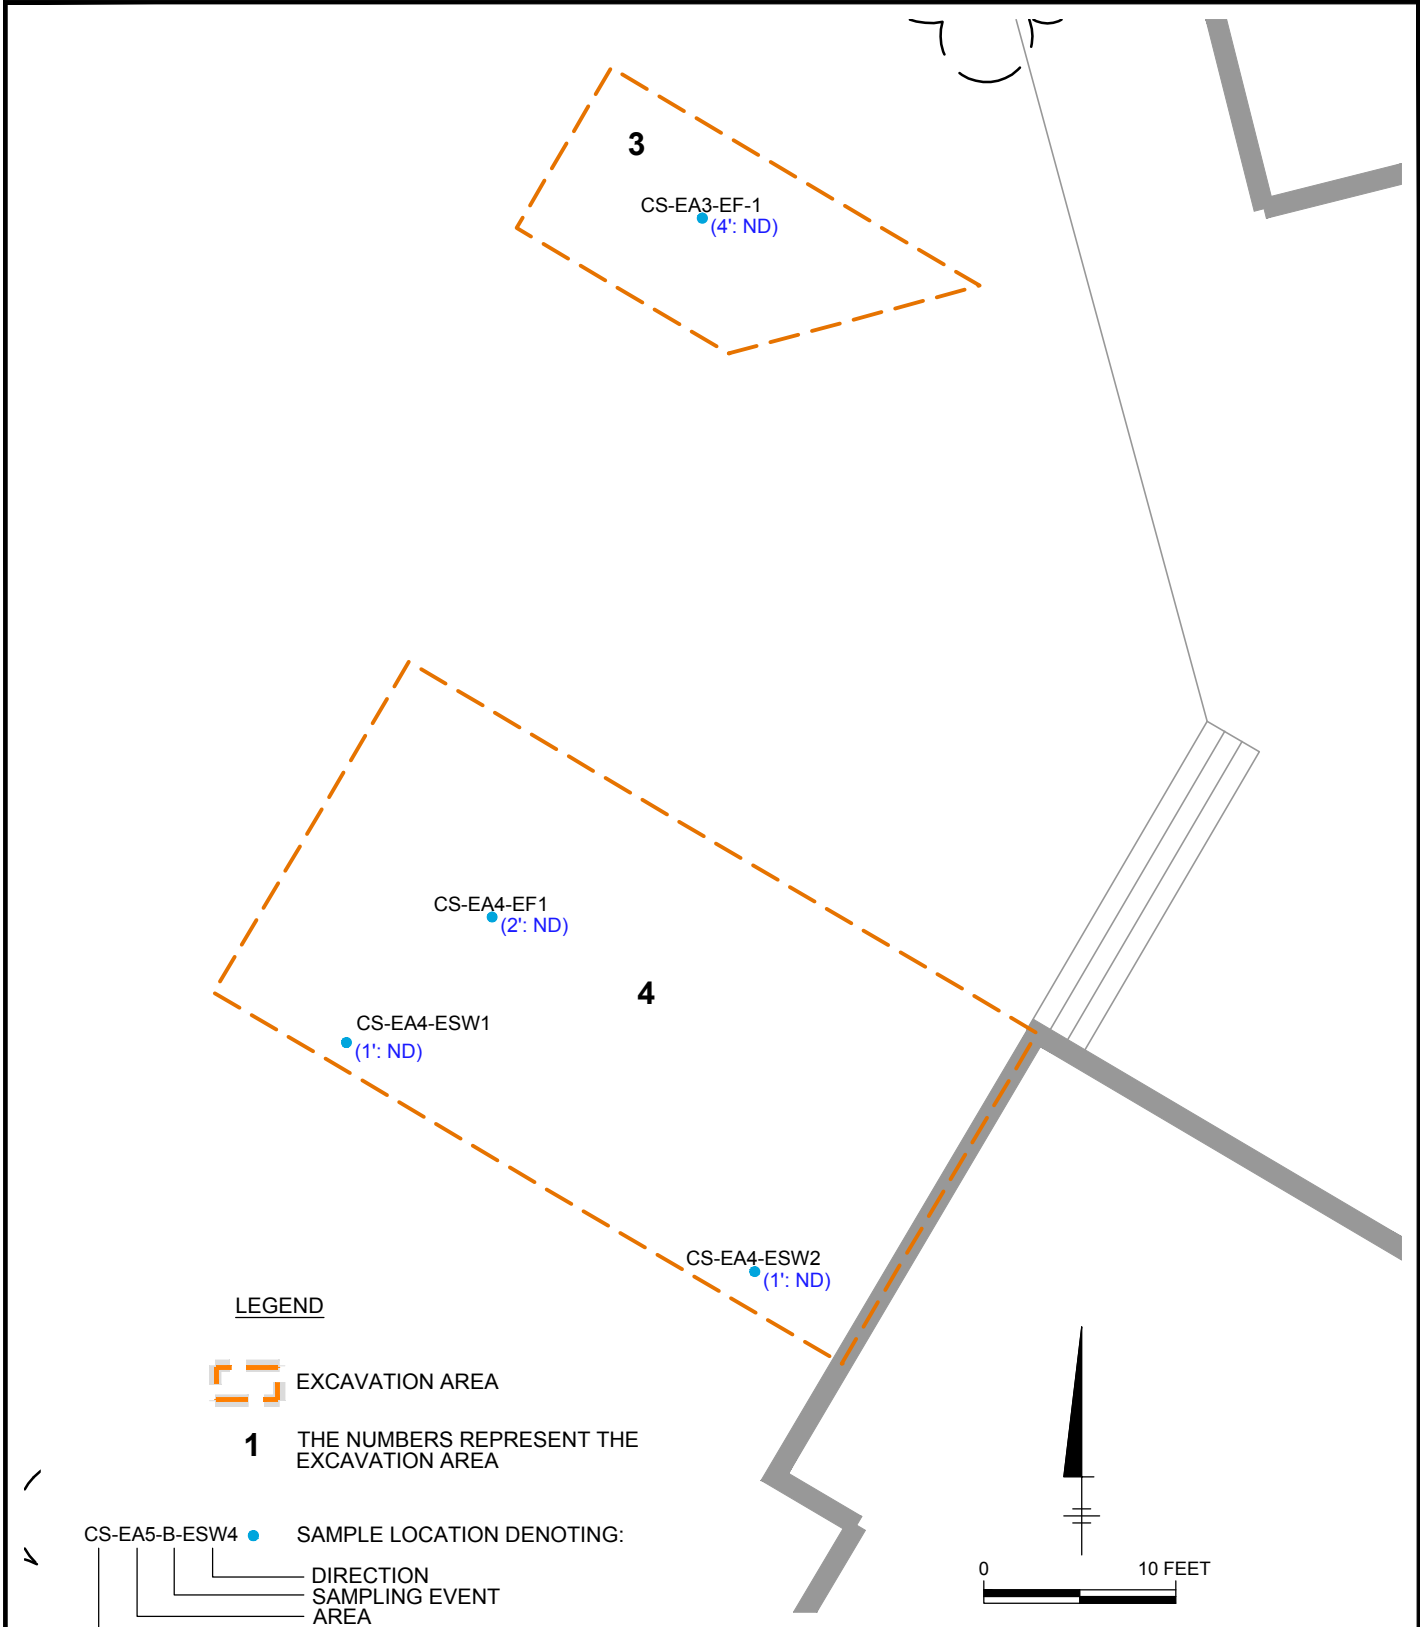 3
CS-EA3-EF-1
(4': ND)
CS-EA4-EF1
(2': ND)
4
CS-EA4-ESW1
(1': ND)
CS-EA4-ESW2
(1': ND)
LEGEND
EXCAVATION AREA
1 THE NUMBERS REPRESENT THE
EXCAVATION AREA
CS-EA5-B-ESW4 SAMPLE LOCATION DENOTING:
DIRECTION
SAMPLING EVENT
AREA
0 10 FEET